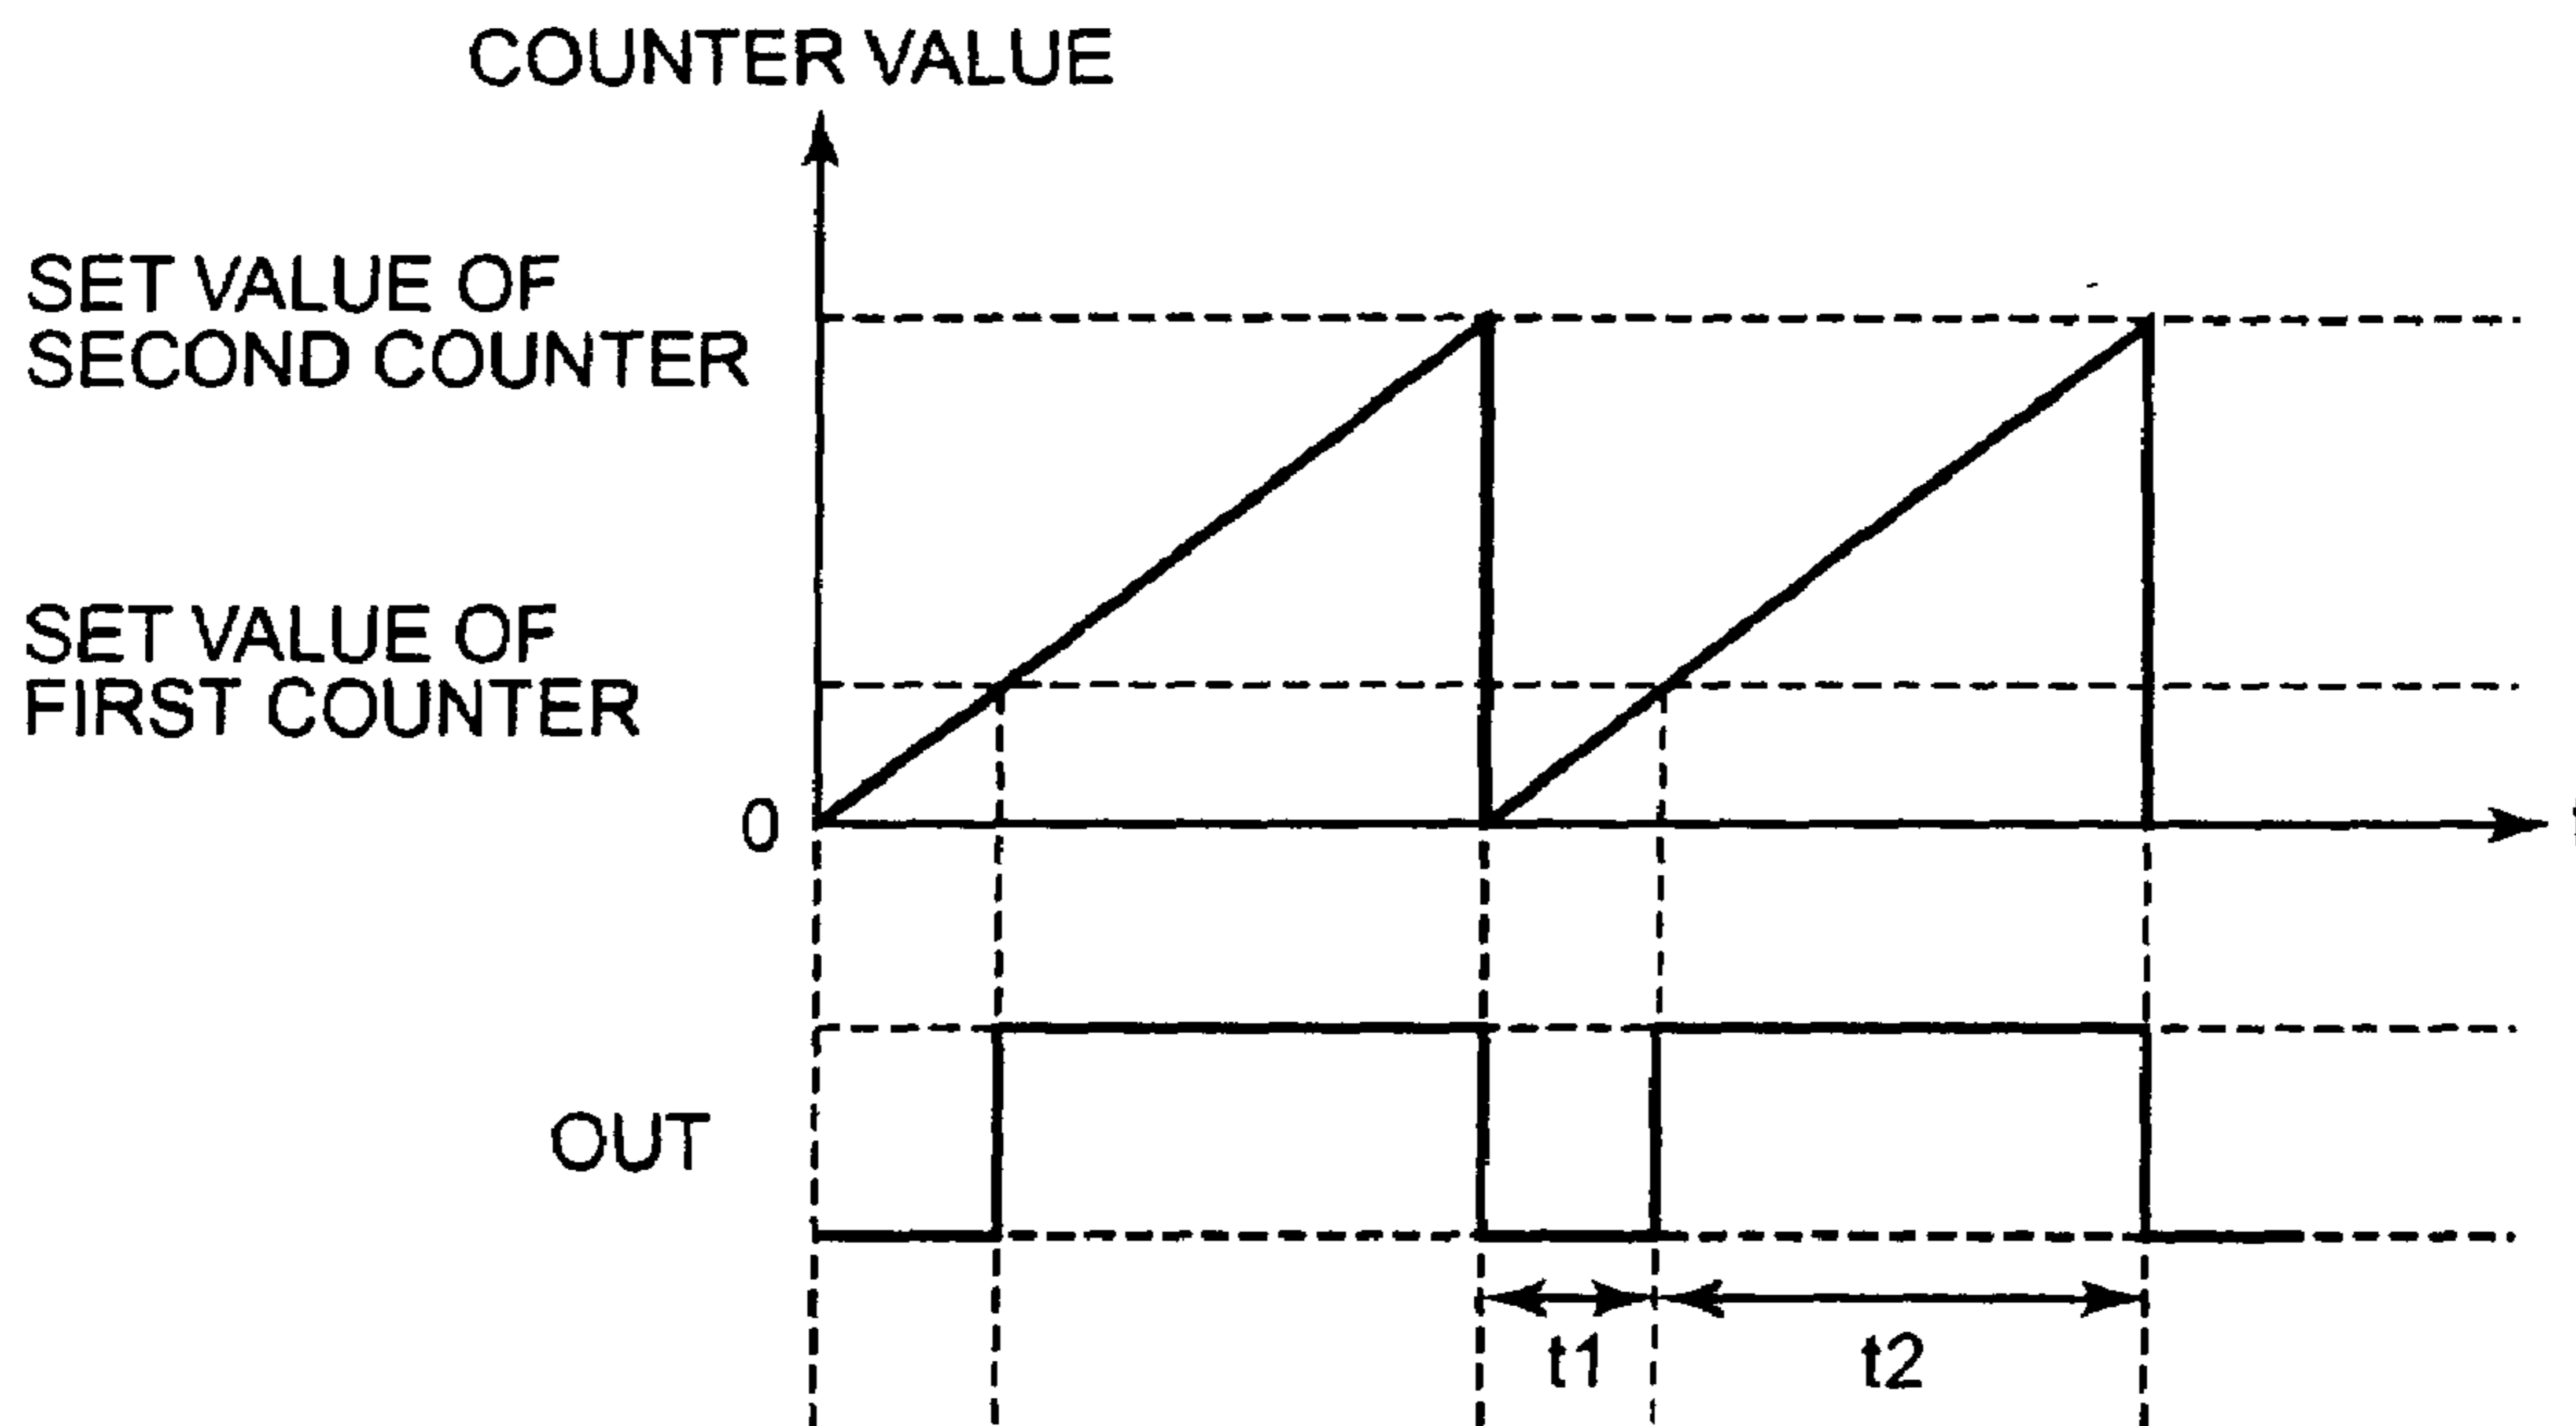 COUNTER VALUE
SET VALUE OF
SECOND COUNTER
SET VALUE OF
FIRST COUNTER
0
OUT
t1
t2